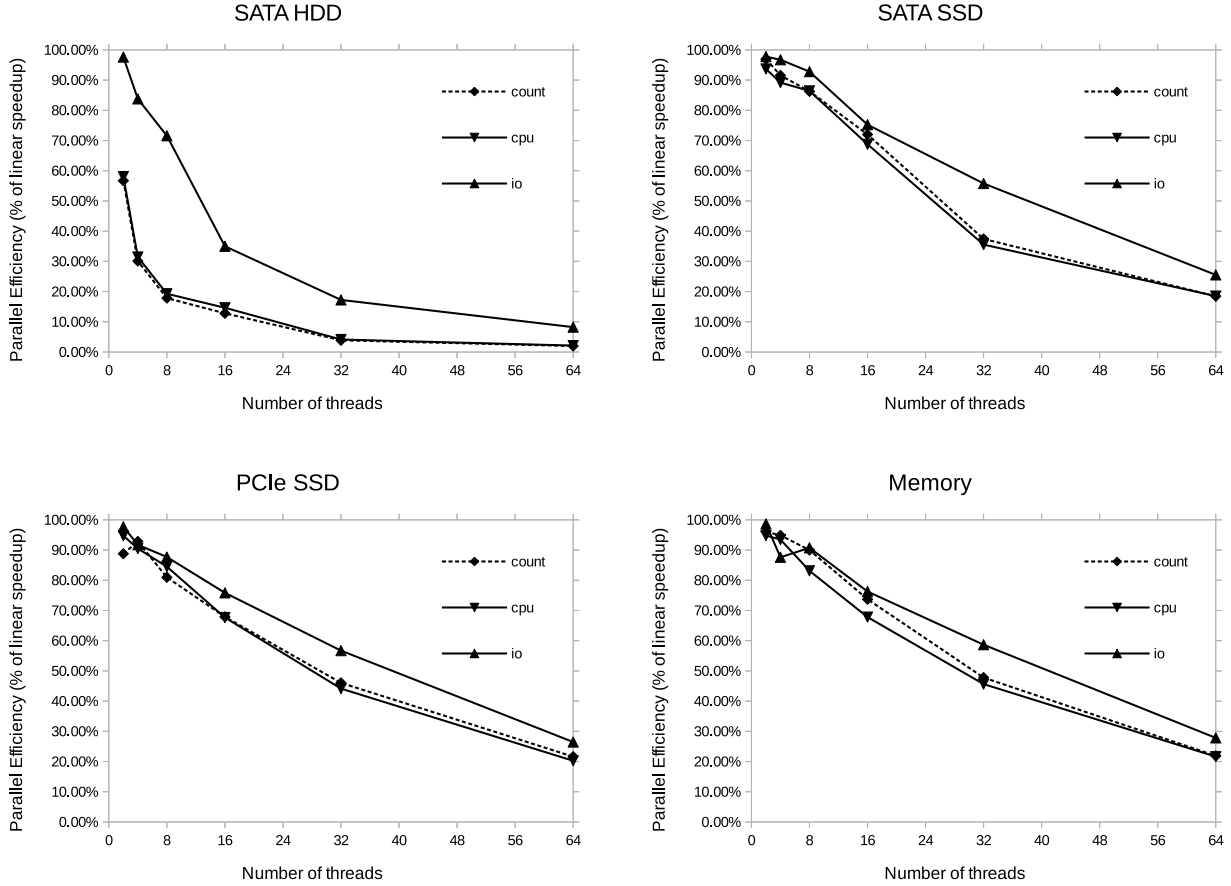 SATA HDD
100.00%
90.00%
80.00%
70.00%
60.00%
50.00%
40.00%
30.00%
20.00%
10.00%
0.00%
Parallel Efficiency (% of linear speedup)
count
cpu
io
0 8 16 24 32 40 48 56 64
Number of threads
SATA SSD
100.00%
90.00%
80.00%
70.00%
60.00%
50.00%
40.00%
30.00%
20.00%
10.00%
0.00%
Parallel Efficiency (% of linear speedup)
count
cpu
io
0 8 16 24 32 40 48 56 64
Number of threads
PCIe SSD
100.00%
90.00%
80.00%
70.00%
60.00%
50.00%
40.00%
30.00%
20.00%
10.00%
0.00%
Parallel Efficiency (% of linear speedup)
count
cpu
io
0 8 16 24 32 40 48 56 64
Number of threads
Memory
100.00%
90.00%
80.00%
70.00%
60.00%
50.00%
40.00%
30.00%
20.00%
10.00%
0.00%
Parallel Efficiency (% of linear speedup)
count
cpu
io
0 8 16 24 32 40 48 56 64
Number of threads